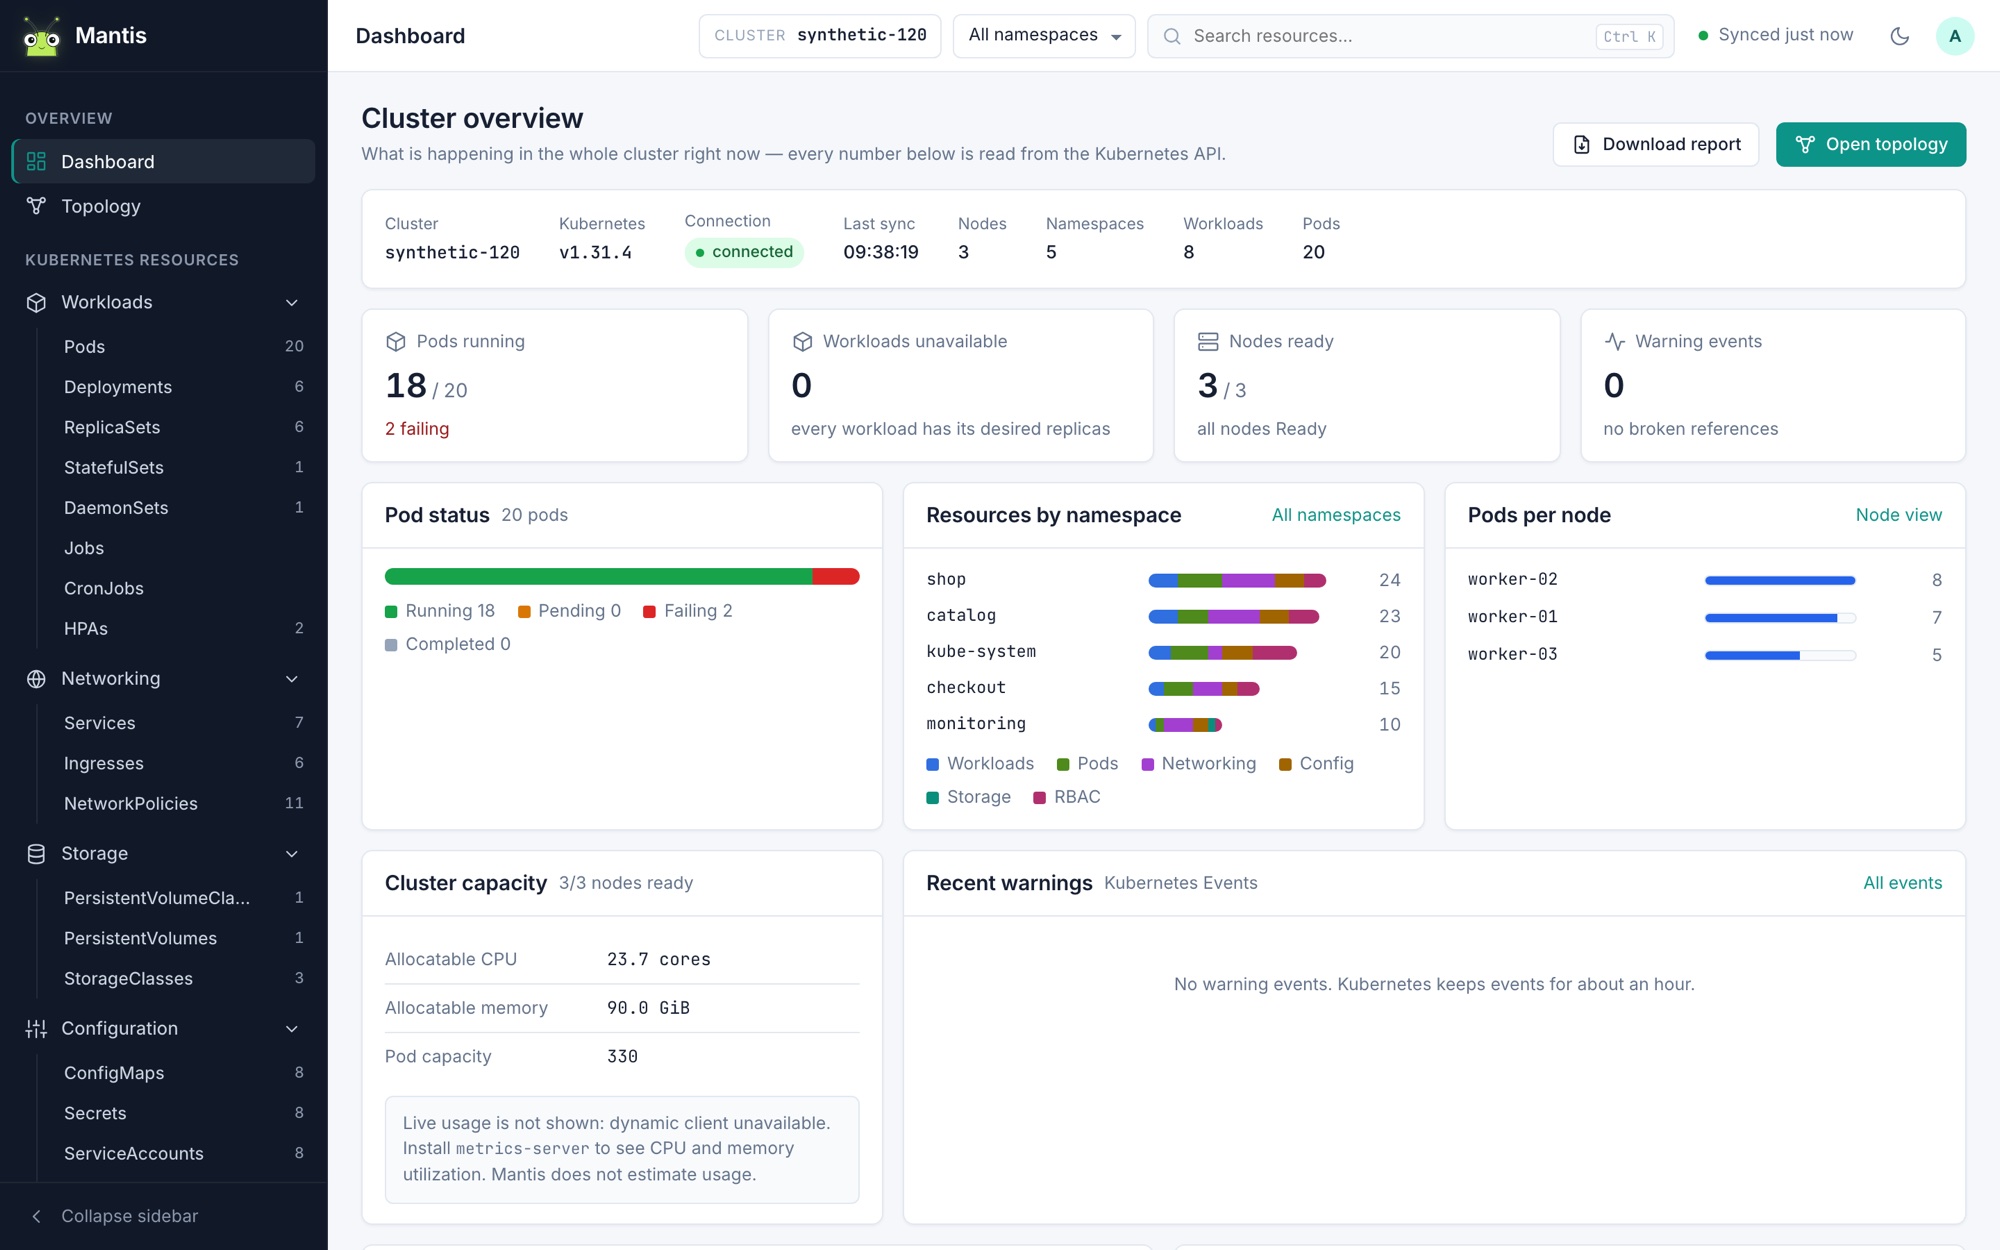 Mantis
Dashboard
CLUSTER synthetic-120
All namespaces
Search resources...
Ctrl K
Synced just now
A
OVERVIEW
Dashboard
Topology
KUBERNETES RESOURCES
Workloads
Pods 20
Deployments 6
ReplicaSets 6
StatefulSets 1
DaemonSets 1
Jobs
CronJobs
HPAs 2
Networking
Services 7
Ingresses 6
NetworkPolicies 11
Storage
PersistentVolumeCla... 1
PersistentVolumes 1
StorageClasses 3
Configuration
ConfigMaps 8
Secrets 8
ServiceAccounts 8
Collapse sidebar
Cluster overview
What is happening in the whole cluster right now — every number below is read from the Kubernetes API.
Download report
Open topology
Cluster
synthetic-120
Kubernetes
v1.31.4
Connection
connected
Last sync
09:38:19
Nodes
3
Namespaces
5
Workloads
8
Pods
20
Pods running
18 / 20
2 failing
Workloads unavailable
0
every workload has its desired replicas
Nodes ready
3 / 3
all nodes Ready
Warning events
0
no broken references
Pod status 20 pods
Running 18 Pending 0 Failing 2
Completed 0
Resources by namespace All namespaces
shop 24
catalog 23
kube-system 20
checkout 15
monitoring 10
Workloads Pods Networking Config
Storage RBAC
Pods per node Node view
worker-02 8
worker-01 7
worker-03 5
Cluster capacity 3/3 nodes ready
Allocatable CPU 23.7 cores
Allocatable memory 90.0 GiB
Pod capacity 330
Live usage is not shown: dynamic client unavailable.
Install metrics-server to see CPU and memory
utilization. Mantis does not estimate usage.
Recent warnings Kubernetes Events All events
No warning events. Kubernetes keeps events for about an hour.